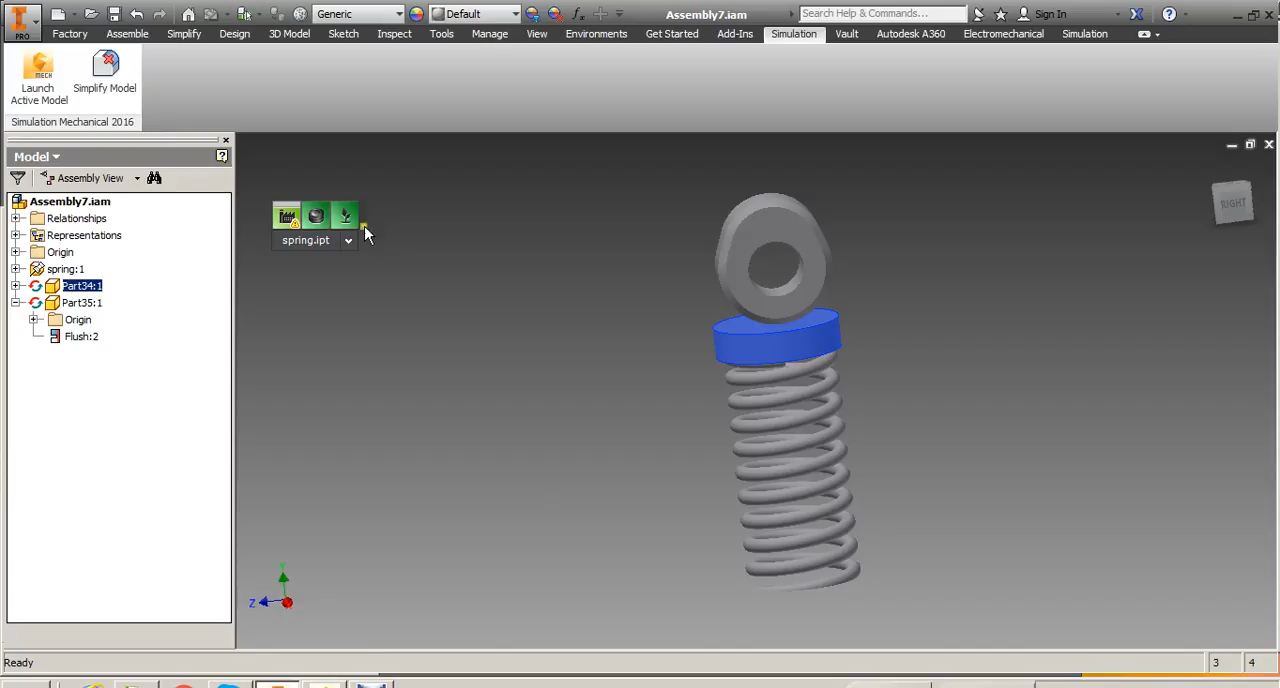 Generic
Default
fx
Assembly7.iam
Search Help & Commands...
Sign In
PRO
Factory
Assemble
Simplify
Design
3D Model
Sketch
Inspect
Tools
Manage
View
Environments
Get Started
Add-Ins
Simulation
Vault
Autodesk A360
Electromechanical
Simulation
MECH
Launch
Active Model
Simplify Model
Simulation Mechanical 2016
Model
Assembly View
Assembly7.iam
Relationships
Representations
Origin
spring:1
Part34:1
Part35:1
Origin
Flush:2
spring.ipt
RIGHT
Y
Z
Ready
3
4